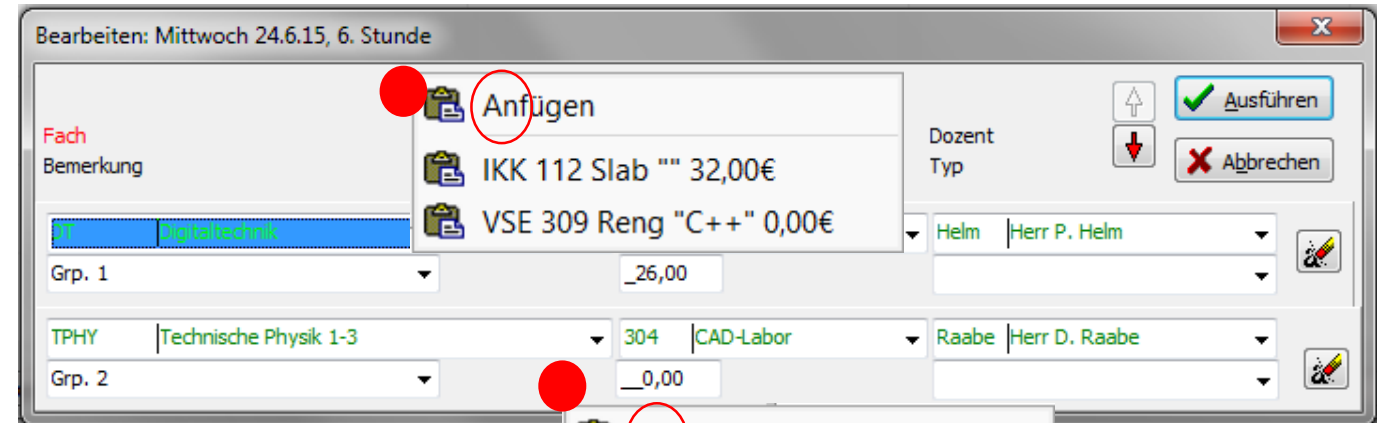 Bearbeiten: Mittwoch 24.6.15, 6. Stunde
Anfügen
Ausführen
Fach
Dozent
Bemerkung
IKK 112 Slab "" 32,00€
Typ
Abbrechen
VSE 309 Reng "C++" 0,00€
DT Digitaltechnik
Helm Herr P. Helm
Grp. 1
_26,00
TPHY Technische Physik 1-3
304 CAD-Labor
Raabe Herr D. Raabe
Grp. 2
__0,00